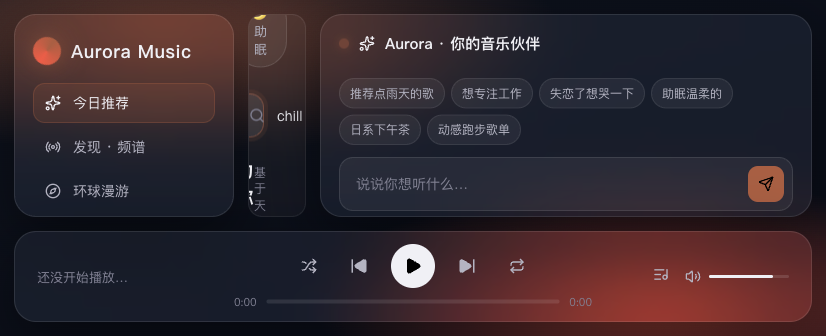 Aurora Music
今日推荐
发现 · 频谱
环球漫游
助
眠
chill
基
于
天
Aurora · 你的音乐伙伴
推荐点雨天的歌
想专注工作
失恋了想哭一下
助眠温柔的
日系下午茶
动感跑步歌单
说说你想听什么...
还没开始播放...
0:00
0:00